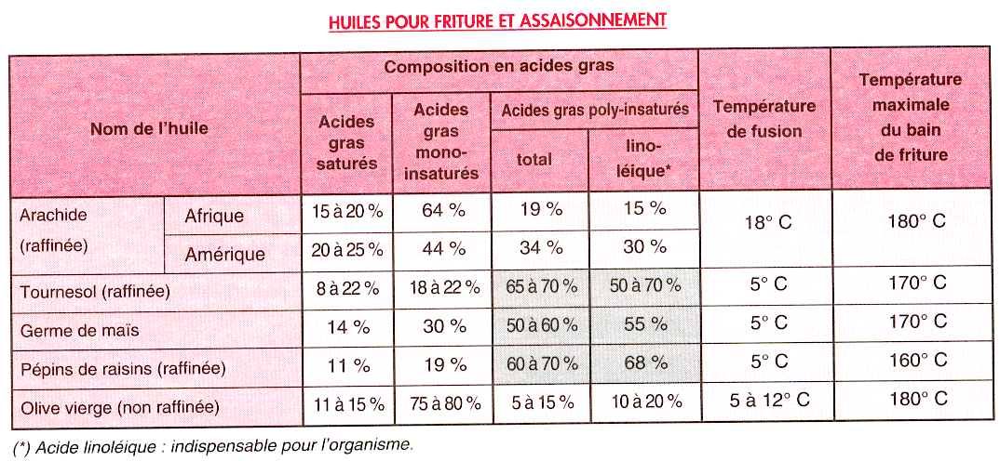 HUILES POUR FRITURE ET ASSAISONNEMENT
Nom de l'huile
Composition en acides gras
Acides gras saturés
Acides gras mono-insaturés
Acides gras poly-insaturés
total
lino-léique*
Température de fusion
Température maximale du bain de friture
Arachide (raffinée)
Afrique 15 à 20 % 64 % 19 % 15 % 18° C 180° C
Amérique 20 à 25 % 44 % 34 % 30 %
Tournesol (raffinée) 8 à 22 % 18 à 22 % 65 à 70 % 50 à 70 % 5° C 170° C
Germe de maïs 14 % 30 % 50 à 60 % 55 % 5° C 170° C
Pépins de raisins (raffinée) 11 % 19 % 60 à 70 % 68 % 5° C 160° C
Olive vierge (non raffinée) 11 à 15 % 75 à 80 % 5 à 15 % 10 à 20 % 5 à 12° C 180° C
(*) Acide linoléique : indispensable pour l'organisme.